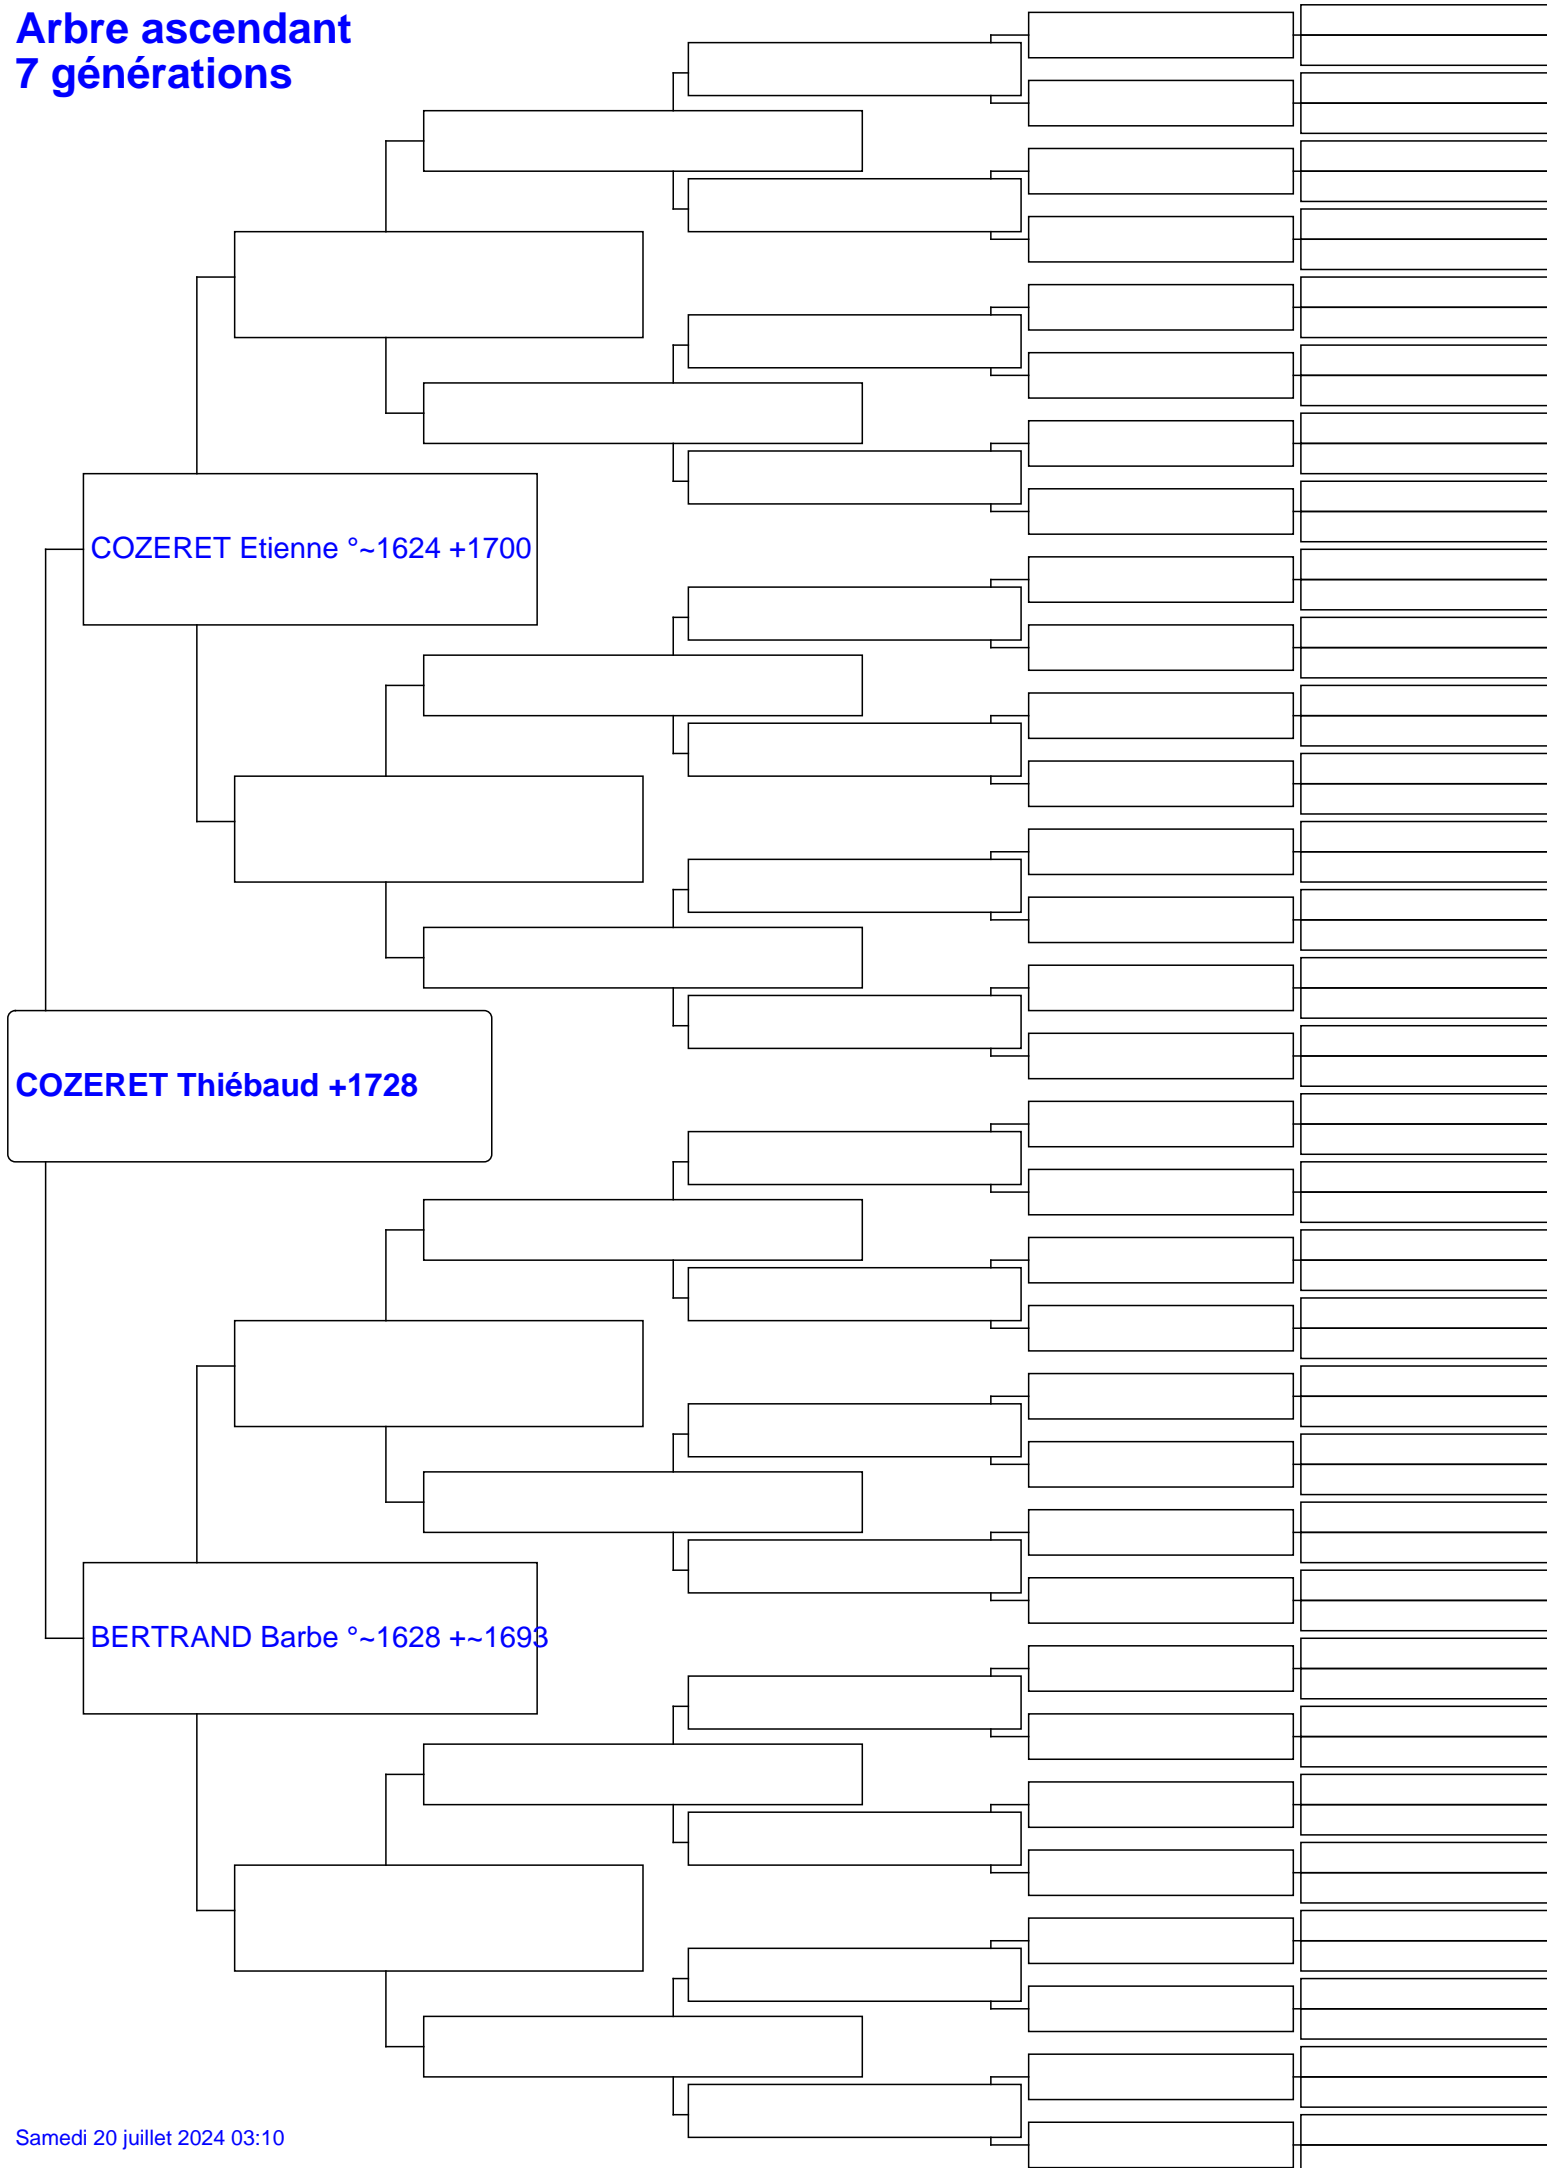 Arbre ascendant
7 générations
COZERET Etienne °~1624 +1700
COZERET Thiébaud +1728
BERTRAND Barbe °~1628 +~1693
Samedi 20 juillet 2024 03:10